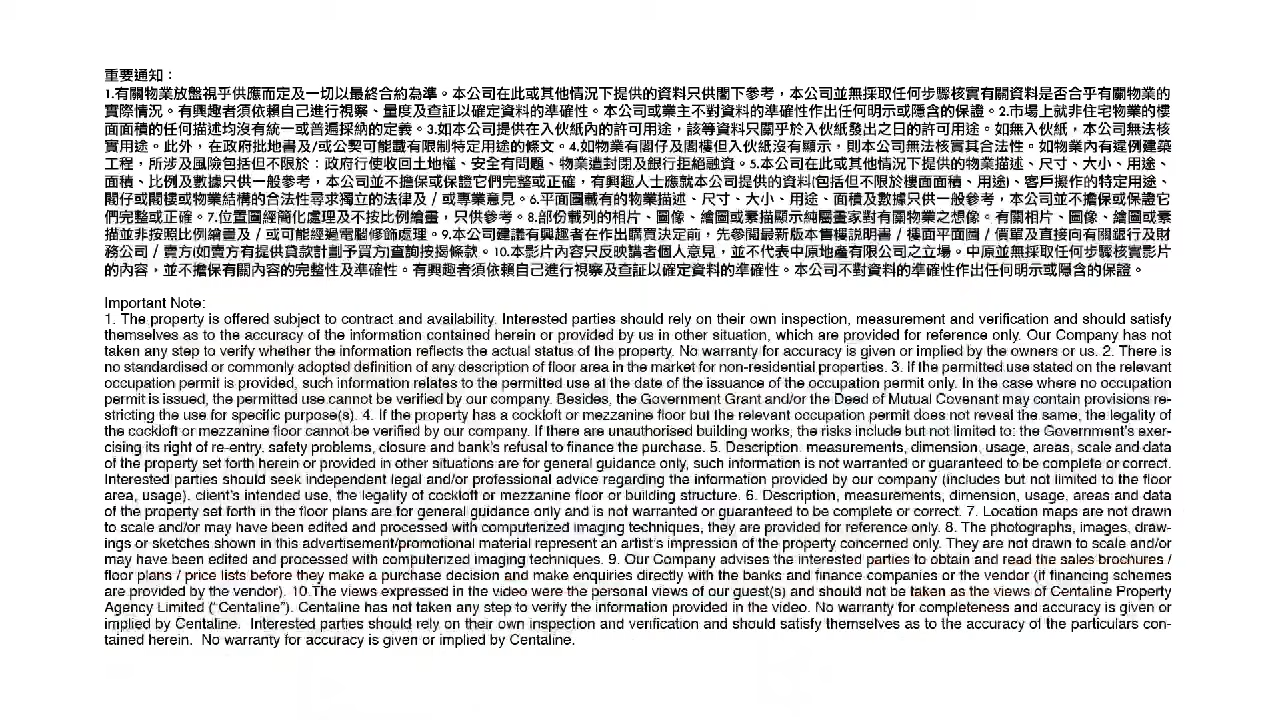 重要通知：
1.有關物業放盤視乎供應而定及一切以最終合約為準。本公司在此或其他情況下提供的資料只供閣下參考，本公司並無採取任何步驟核實有關資料是否合乎有關物業的
實際情況。有興趣者須依賴自己進行視察、量度及查証以確定資料的準確性。本公司或業主不對資料的準確性作出任何明示或隱含的保證。2.市場上就非住宅物業的樓
面面積的任何描述均沒有統一或普遍採納的定義。3.如本公司提供在入伙紙內的許可用途，該等資料只關乎於入伙紙發出之日的許可用途。如無入伙紙，本公司無法核
實用途。此外，在政府批地書及/或公契可能載有限制特定用途的條文。4.如物業有閣仔及閣樓但入伙紙沒有顯示，則本公司無法核實其合法性。如物業內有違例建築
工程，所涉及風險包括但不限於：政府行使收回土地權、安全有問題、物業遭封閉及銀行拒絕融資。5.本公司在此或其他情況下提供的物業描述、尺寸、大小、用途、
面積、比例及數據只供一般參考，本公司並不擔保或保證它們完整或正確，有興趣人士應就本公司提供的資料(包括但不限於樓面面積、用途)、客戶擬作的特定用途、
閣仔或閣樓或物業結構的合法性尋求獨立的法律及 / 或專業意見。6.平面圖載有的物業描述、尺寸、大小、用途、面積及數據只供一般參考，本公司並不擔保或保證它
們完整或正確。7.位置圖經簡化處理及不按比例繪畫，只供參考。8.部份載列的相片、圖像、繪圖或素描顯示純屬畫家對有關物業之想像。有關相片、圖像、繪圖或素
描並非按照比例繪畫及 / 或可能經過電腦修飾處理。9.本公司建議有興趣者在作出購買決定前，先參閱最新版本售樓說明書 / 樓面平面圖 / 價單及直接向有關銀行及財
務公司 / 賣方(如賣方有提供貸款計劃予買方)查詢按揭條款。10.本影片內容只反映講者個人意見，並不代表中原地產有限公司之立場。中原並無採取任何步驟核實影片
的內容，並不擔保有關內容的完整性及準確性。有興趣者須依賴自己進行視察及查証以確定資料的準確性。本公司不對資料的準確性作出任何明示或隱含的保證。
Important Note:
1. The property is offered subject to contract and availability. Interested parties should rely on their own inspection, measurement and verification and should satisfy
themselves as to the accuracy of the information contained herein or provided by us in other situation, which are provided for reference only. Our Company has not
taken any step to verify whether the information reflects the actual status of the property. No warranty for accuracy is given or implied by the owners or us. 2. There is
no standardised or commonly adopted definition of any description of floor area in the market for non-residential properties. 3. If the permitted use stated on the relevant
occupation permit is provided, such information relates to the permitted use at the date of the issuance of the occupation permit only. In the case where no occupation
permit is issued, the permitted use cannot be verified by our company. Besides, the Government Grant and/or the Deed of Mutual Covenant may contain provisions re-
stricting the use for specific purpose(s). 4. If the property has a cockloft or mezzanine floor but the relevant occupation permit does not reveal the same, the legality of
the cockloft or mezzanine floor cannot be verified by our company. If there are unauthorised building works, the risks include but not limited to: the Government's exer-
cising its right of re-entry. safety problems, closure and bank's refusal to finance the purchase. 5. Description. measurements, dimension, usage, areas, scale and data
of the property set forth herein or provided in other situations are for general guidance only, such information is not warranted or guaranteed to be complete or correct.
Interested parties should seek independent legal and/or professional advice regarding the information provided by our company (includes but not limited to the floor
area, usage). client's intended use, the legality of cockloft or mezzanine floor or building structure. 6. Description, measurements, dimension, usage, areas and data
of the property set forth in the floor plans are for general guidance only and is not warranted or guaranteed to be complete or correct. 7. Location maps are not drawn
to scale and/or may have been edited and processed with computerized imaging techniques, they are provided for reference only. 8. The photographs, images, draw-
ings or sketches shown in this advertisement/promotional material represent an artist's impression of the property concerned only. They are not drawn to scale and/or
may have been edited and processed with computerized imaging techniques. 9. Our Company advises the interested parties to obtain and read the sales brochures /
floor plans / price lists before they make a purchase decision and make enquiries directly with the banks and finance companies or the vendor (if financing schemes
are provided by the vendor). 10.The views expressed in the video were the personal views of our guest(s) and should not be taken as the views of Centaline Property
Agency Limited ("Centaline"). Centaline has not taken any step to verify the information provided in the video. No warranty for completeness and accuracy is given or
implied by Centaline.  Interested parties should rely on their own inspection and verification and should satisfy themselves as to the accuracy of the particulars con-
tained herein.  No warranty for accuracy is given or implied by Centaline.